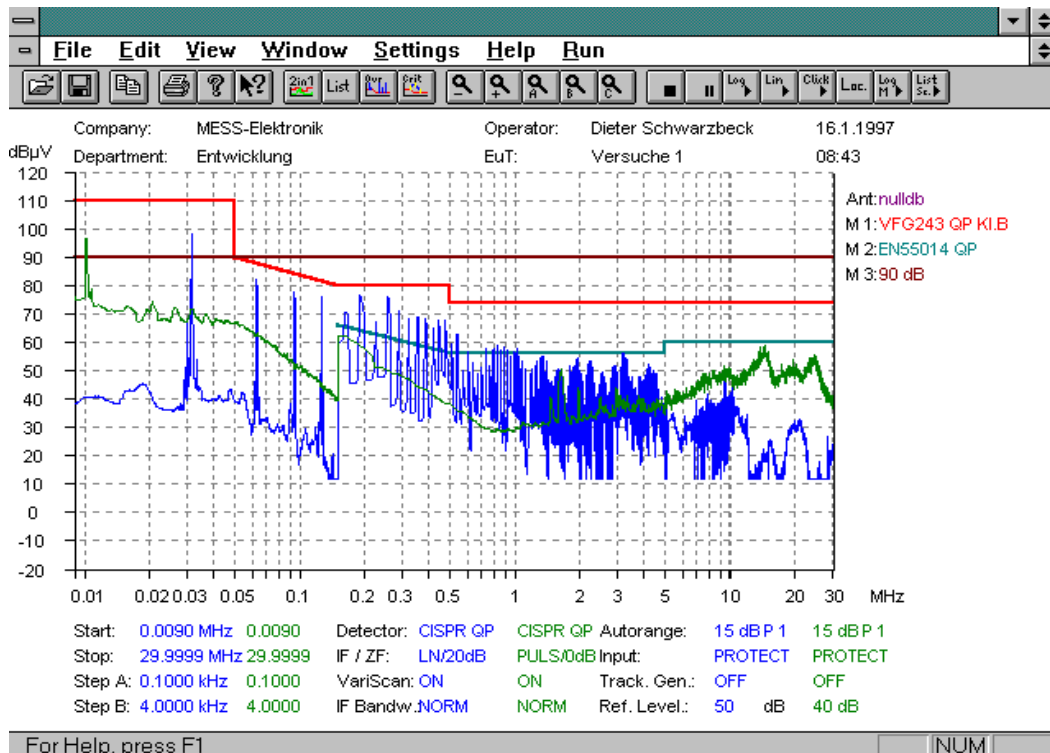 File Edit View Window Settings Help Run
2in1 List Ovr Crit - + A B C Log Lin Click Loc. Log M List Sc.
Company: MESS-Elektronik Operator: Dieter Schwarzbeck 16.1.1997
dBµV Department: Entwicklung EuT: Versuche 1 08:43
120
110
100
90
80
70
60
50
40
30
20
10
0
-10
-20
Ant:nulldb
M 1:VFG243 QP Kl.B
M 2:EN55014 QP
M 3:90 dB
0.01 0.02 0.03 0.05 0.1 0.2 0.3 0.5 1 2 3 5 10 20 30 MHz
Start: 0.0090 MHz 0.0090 Detector: CISPR QP CISPR QP Autorange: 15 dB P 1 15 dB P 1
Stop: 29.9999 MHz 29.9999 IF / ZF: LN/20dB PULS/0dB Input: PROTECT PROTECT
Step A: 0.1000 kHz 0.1000 VariScan: ON ON Track. Gen.: OFF OFF
Step B: 4.0000 kHz 4.0000 IF Bandw.: NORM NORM Ref. Level.: 50 dB 40 dB
For Help, press F1 NUM